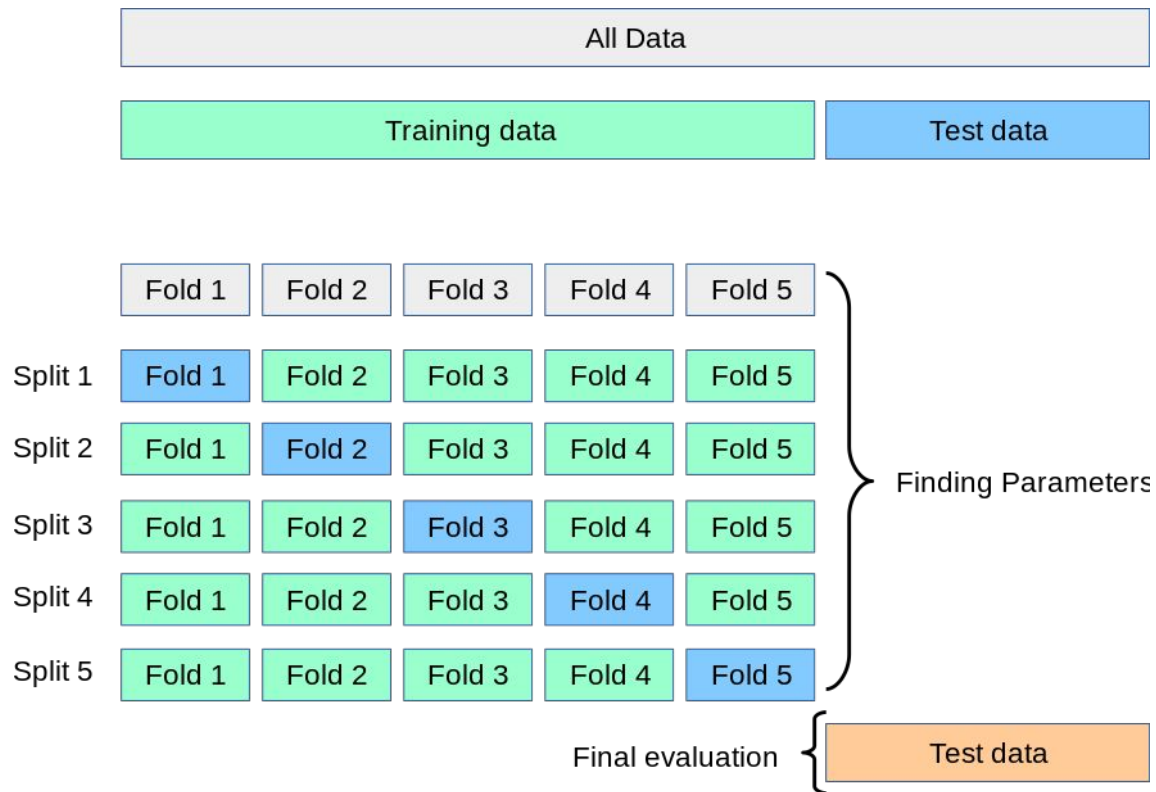 All Data
Training data Test data
Fold 1 Fold 2 Fold 3 Fold 4 Fold 5
Split 1 Fold 1 Fold 2 Fold 3 Fold 4 Fold 5
Split 2 Fold 1 Fold 2 Fold 3 Fold 4 Fold 5
Finding Parameters
Split 3 Fold 1 Fold 2 Fold 3 Fold 4 Fold 5
Split 4 Fold 1 Fold 2 Fold 3 Fold 4 Fold 5
Split 5 Fold 1 Fold 2 Fold 3 Fold 4 Fold 5
Final evaluation Test data